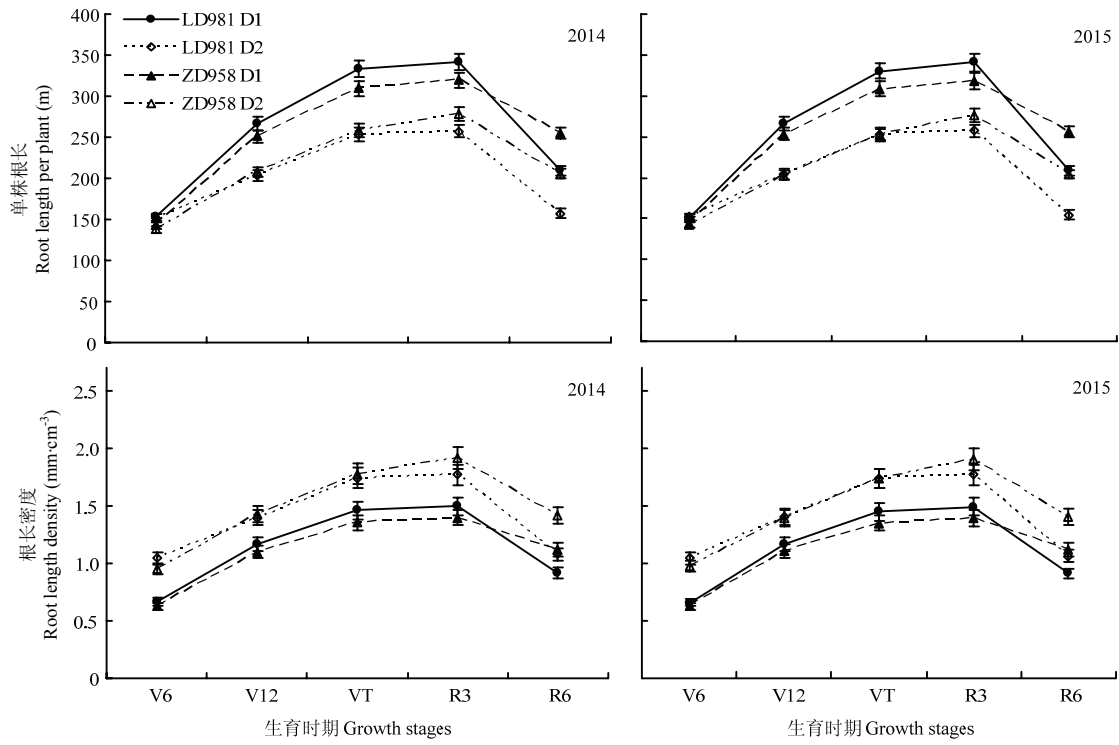 400
350
300
250
200
150
100
50
0
单株根长
Root length per plant (m)
LD981 D1
LD981 D2
ZD958 D1
ZD958 D2
2014
2015
2.5
2.0
1.5
1.0
0.5
0
根长密度
Root length density (mm·cm⁻³)
2014
2015
V6 V12 VT R3 R6
V6 V12 VT R3 R6
生育时期 Growth stages
生育时期 Growth stages